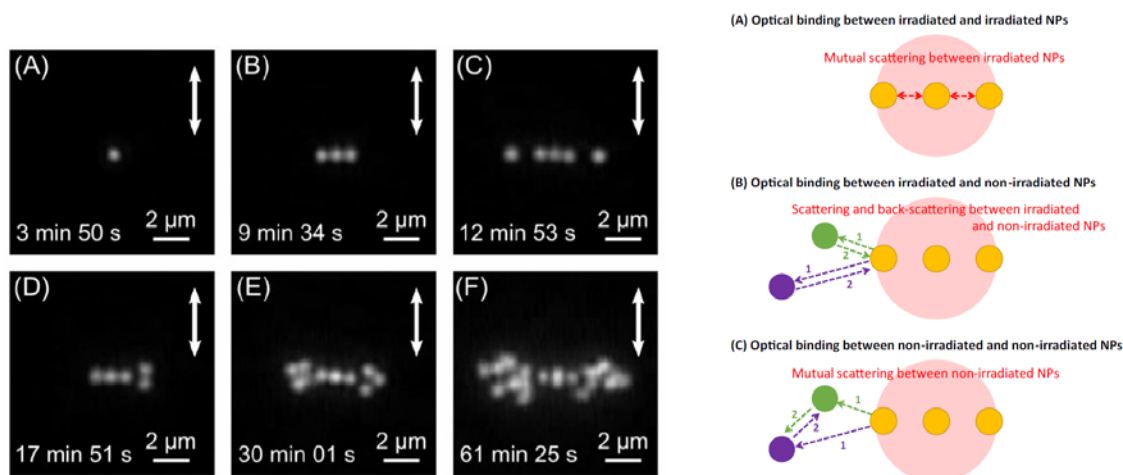 (A)
3 min 50 s
2 μm
(B)
9 min 34 s
2 μm
(C)
12 min 53 s
2 μm
(D)
17 min 51 s
2 μm
(E)
30 min 01 s
2 μm
(F)
61 min 25 s
2 μm
(A) Optical binding between irradiated and irradiated NPs
Mutual scattering between irradiated NPs
(B) Optical binding between irradiated and non-irradiated NPs
Scattering and back-scattering between irradiated
and non-irradiated NPs
1
2
1
2
(C) Optical binding between non-irradiated and non-irradiated NPs
Mutual scattering between non-irradiated NPs
1
2
2
1